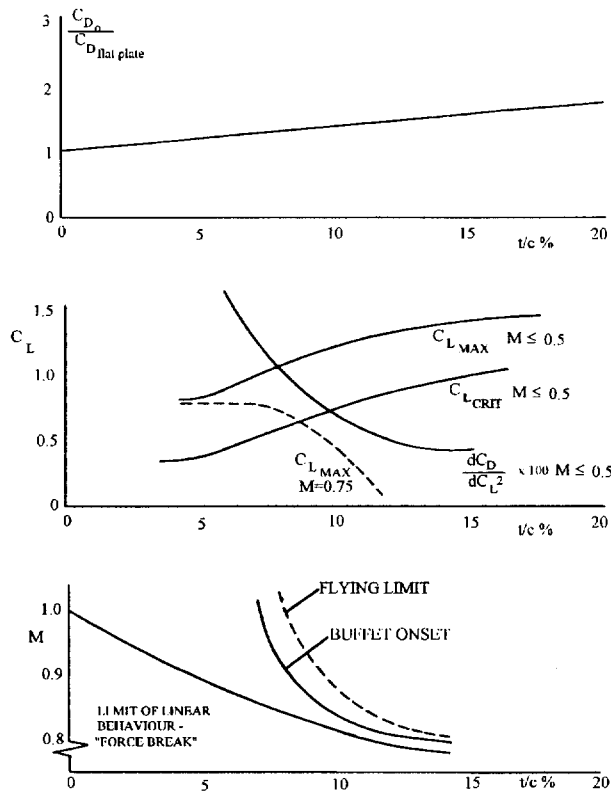 3
C_D₀
C_D flat plate
2
1
0
0 5 10 15 20
t/c %
1.5
C_L
1.0
0.5
0
C_L MAX M ≤ 0.5
C_L CRIT M ≤ 0.5
C_L MAX
M=0.75
dC_D
dC_L² x 100 M ≤ 0.5
0 5 10 15 20
t/c %
1.0
M
0.9
0.8
FLYING LIMIT
BUFFET ONSET
LIMIT OF LINEAR
BEHAVIOUR -
"FORCE BREAK"
0 5 10 15 20
t/c %